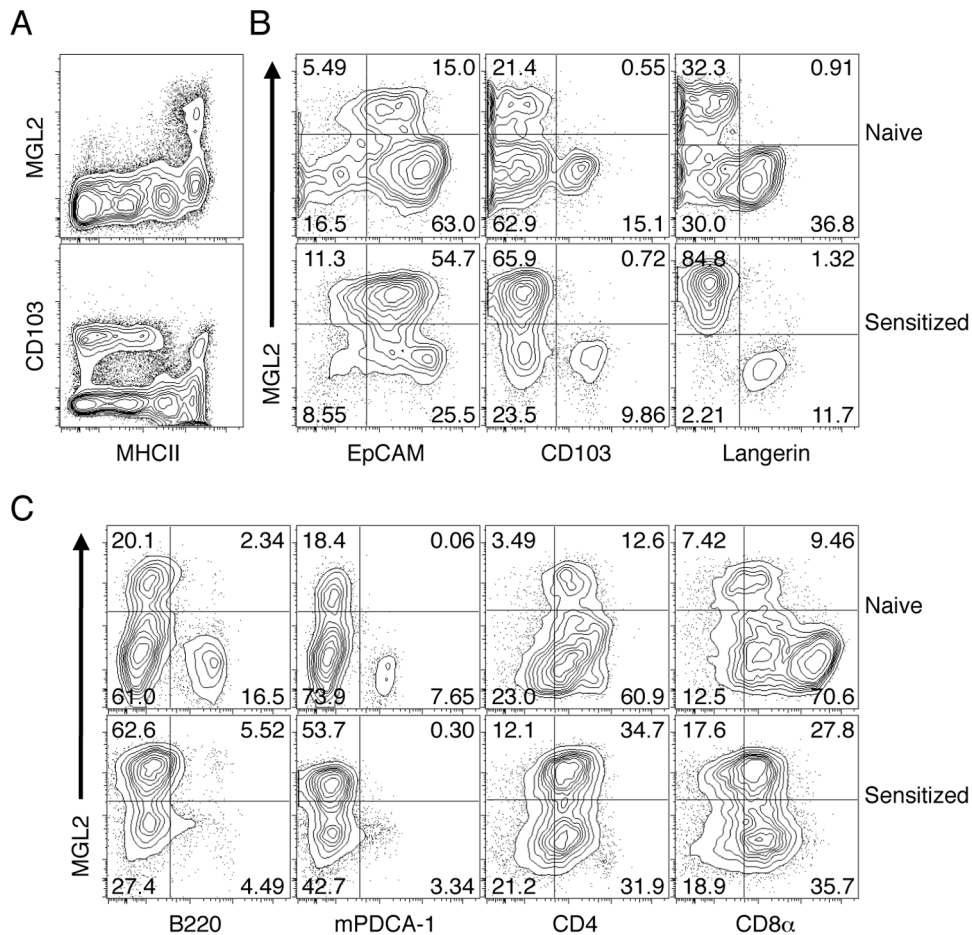 A
B
MGL2
CD103
MHCII
MGL2
5.49 15.0 21.4 0.55 32.3 0.91
Naive
16.5 63.0 62.9 15.1 30.0 36.8
11.3 54.7 65.9 0.72 84.8 1.32
Sensitized
8.55 25.5 23.5 9.86 2.21 11.7
EpCAM CD103 Langerin
C
MGL2
20.1 2.34 18.4 0.06 3.49 12.6 7.42 9.46
Naive
61.0 16.5 73.9 7.65 23.0 60.9 12.5 70.6
62.6 5.52 53.7 0.30 12.1 34.7 17.6 27.8
Sensitized
27.4 4.49 42.7 3.34 21.2 31.9 18.9 35.7
B220 mPDCA-1 CD4 CD8α